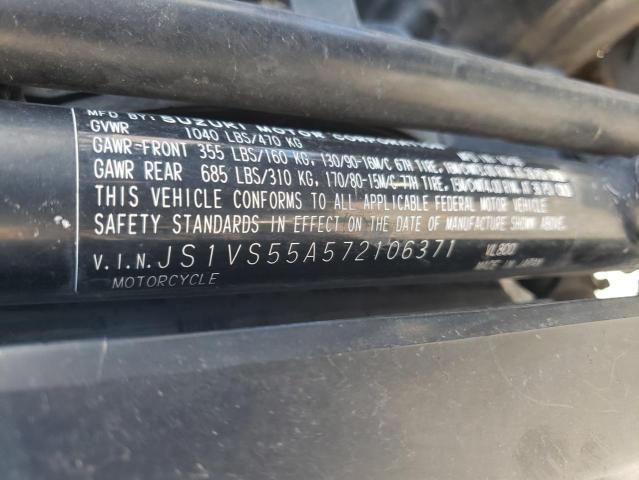 MFD BY: SUZUKI MOTOR CORPORATION
GVWR 1040 LBS/470 KG
GAWR-FRONT 355 LBS/160 KG, 130/90-16M/C 67H TIRE,
GAWR REAR 685 LBS/310 KG, 170/80-15M/C 77H TIRE,
THIS VEHICLE CONFORMS TO ALL APPLICABLE FEDERAL MOTOR VEHICLE
SAFETY STANDARDS IN EFFECT ON THE DATE OF MANUFACTURE SHOWN ABOVE.
V.I.N. JS1VS55A572106371 VL800
MOTORCYCLE MADE IN JAPAN